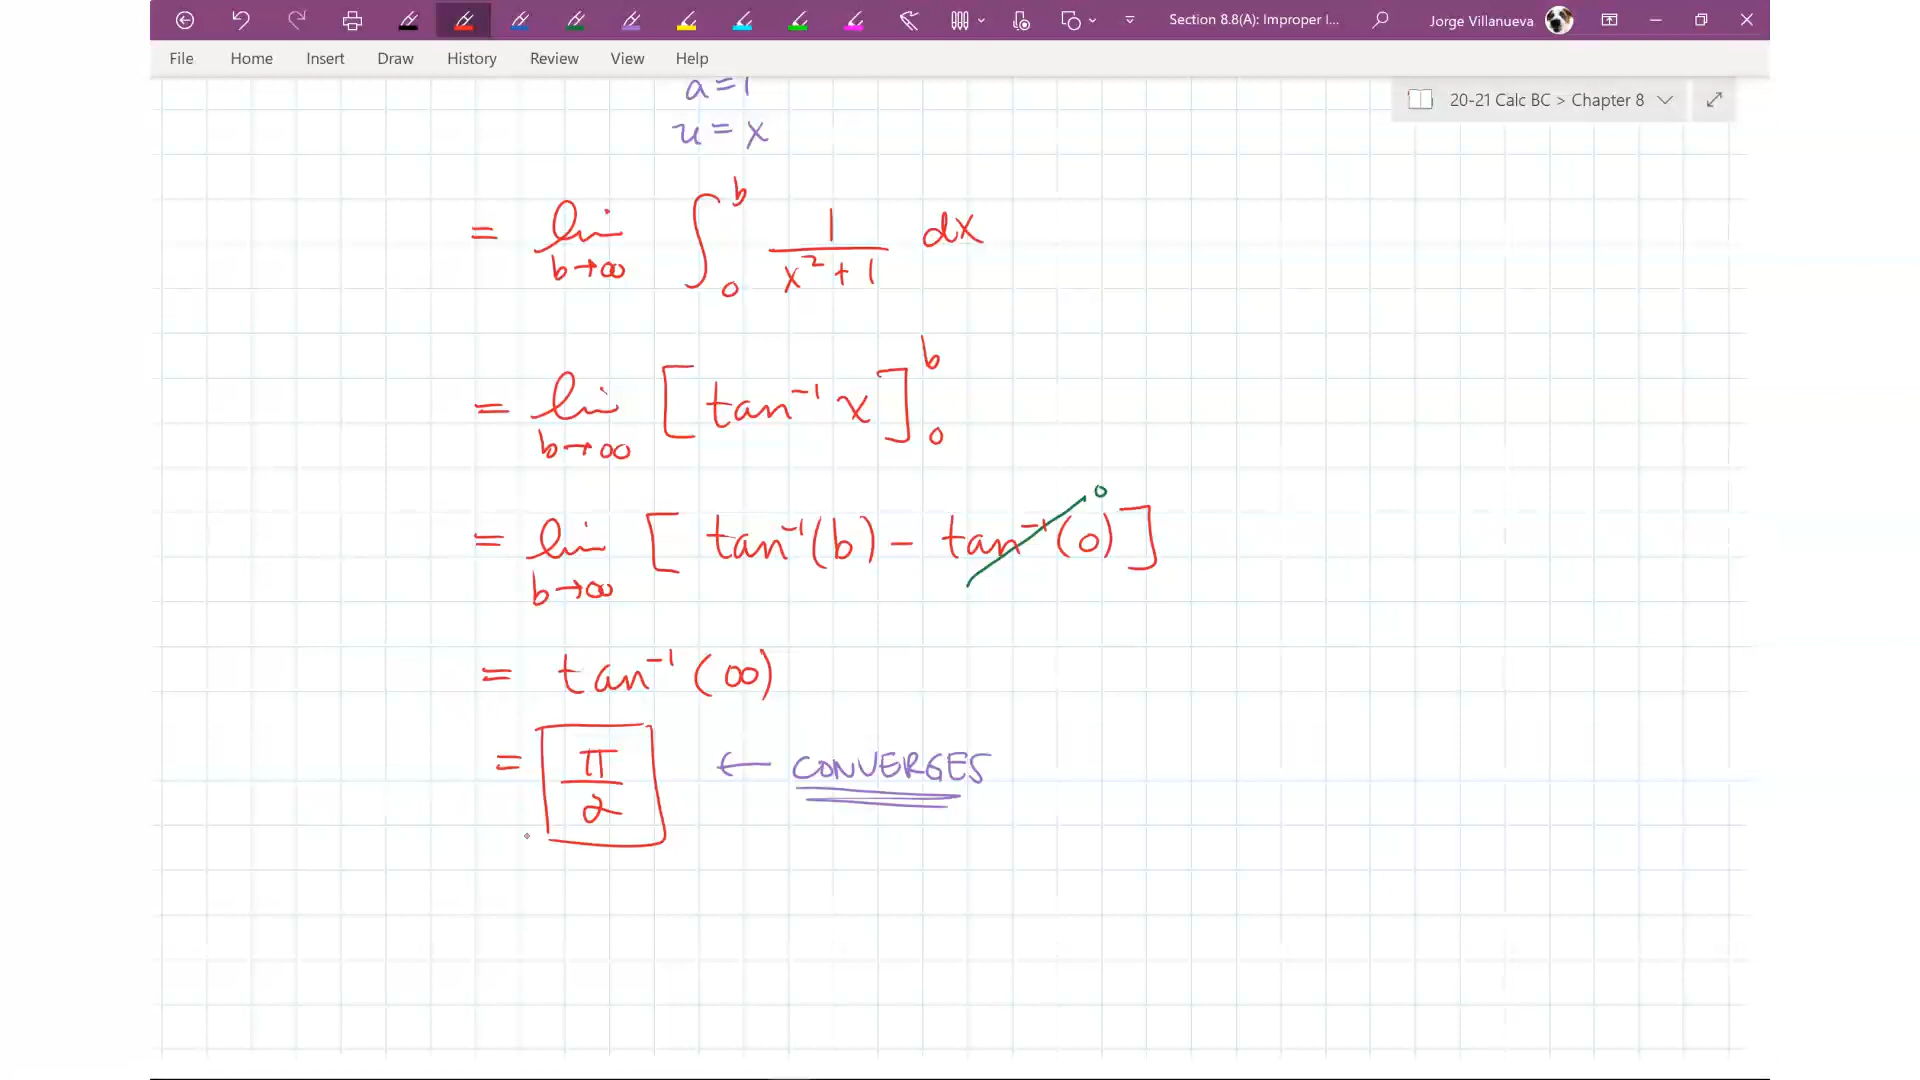 Section 8.8(A): Improper I... Jorge Villanueva
File Home Insert Draw History Review View Help
20-21 Calc BC > Chapter 8
a = 1
u = x
= lim b→∞ ∫₀ᵇ 1/(x² + 1) dx
= lim b→∞ [tan⁻¹ x]₀ᵇ
= lim b→∞ [tan⁻¹(b) − tan⁻¹(0)] 0
= tan⁻¹(∞)
= π/2 ← CONVERGES